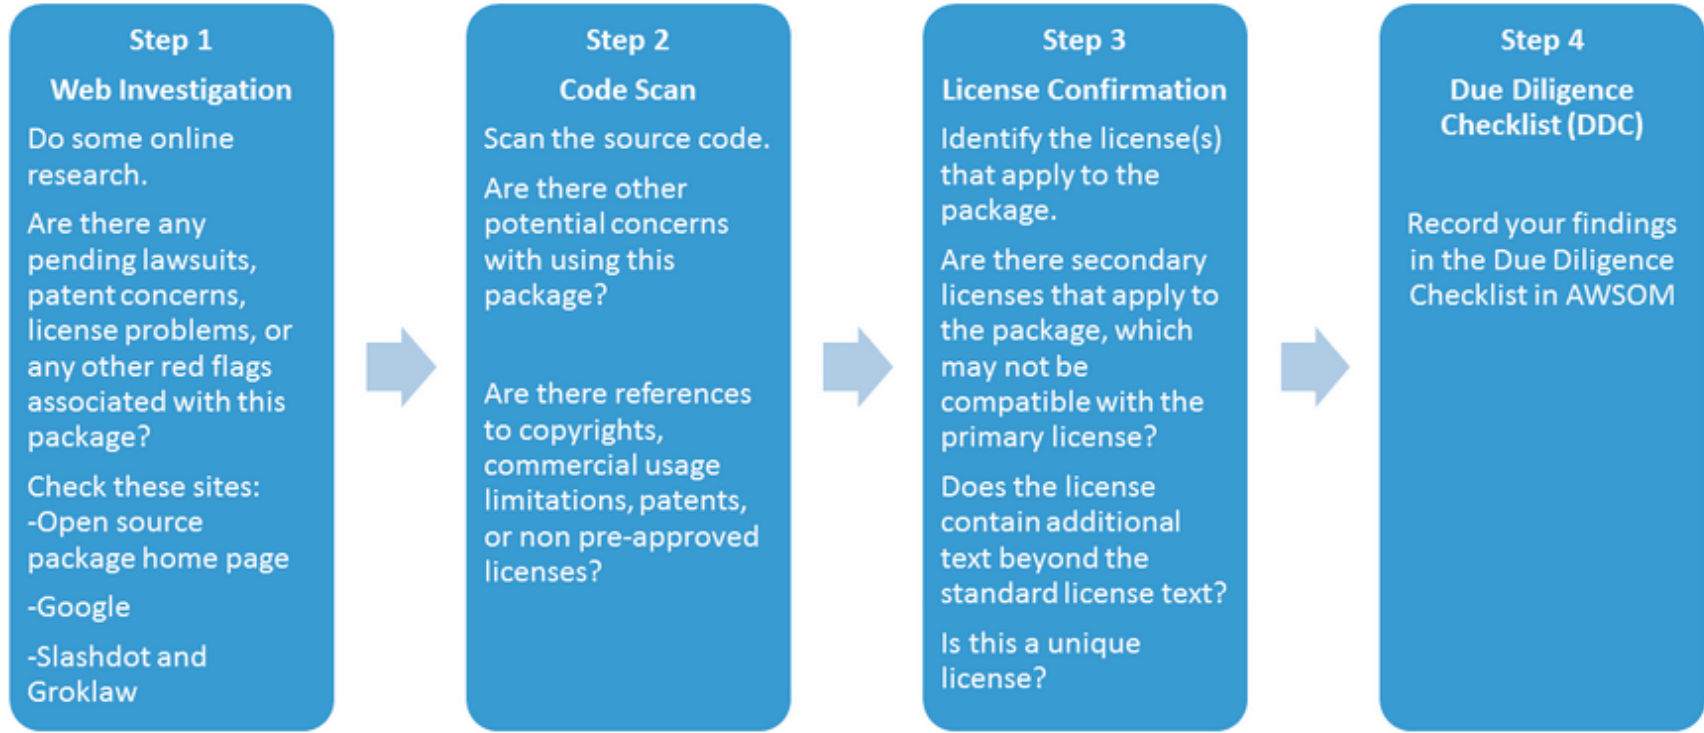 Step 1
Web Investigation
Do some online
research.
Are there any
pending lawsuits,
patent concerns,
license problems, or
any other red flags
associated with this
package?
Check these sites:
-Open source
package home page
-Google
-Slashdot and
Groklaw
Step 2
Code Scan
Scan the source code.
Are there other
potential concerns
with using this
package?
Are there references
to copyrights,
commercial usage
limitations, patents,
or non pre-approved
licenses?
Step 3
License Confirmation
Identify the license(s)
that apply to the
package.
Are there secondary
licenses that apply to
the package, which
may not be
compatible with the
primary license?
Does the license
contain additional
text beyond the
standard license text?
Is this a unique
license?
Step 4
Due Diligence
Checklist (DDC)
Record your findings
in the Due Diligence
Checklist in AWSOM